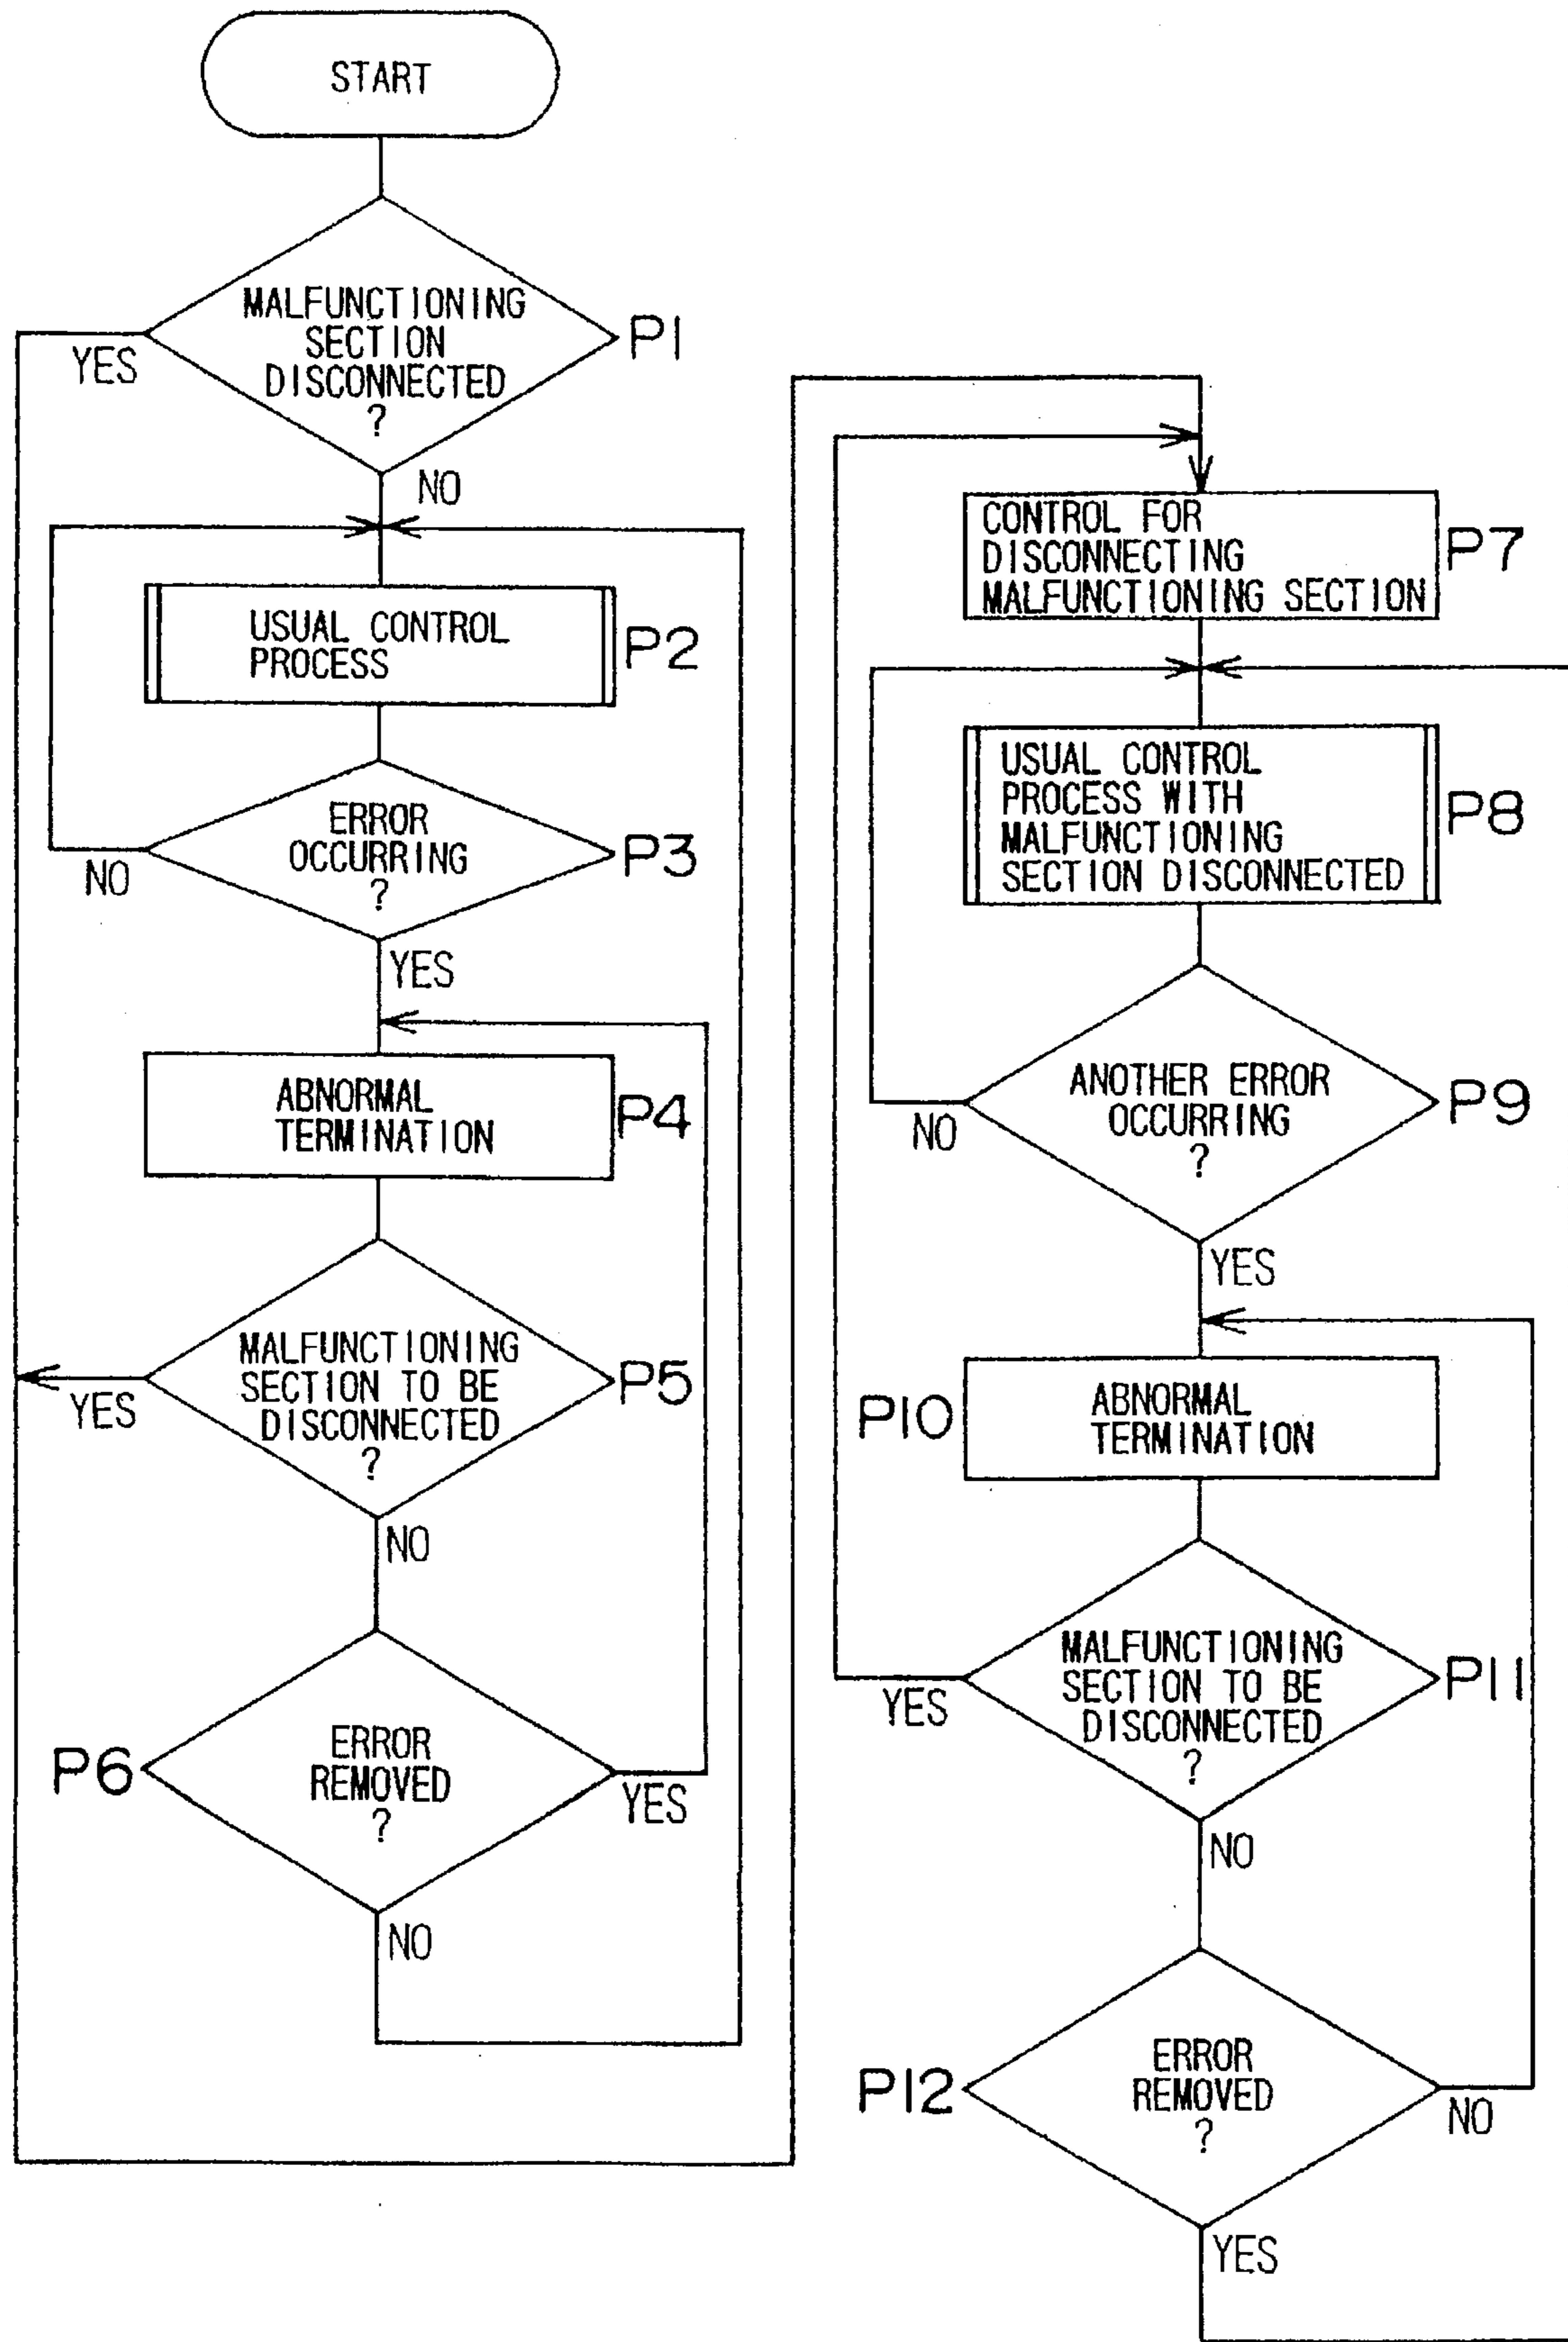 START
MALFUNCTIONING
SECTION
DISCONNECTED
?
P1
YES
NO
USUAL CONTROL
PROCESS
P2
ERROR
OCCURRING
?
P3
NO
YES
ABNORMAL
TERMINATION
P4
MALFUNCTIONING
SECTION TO BE
DISCONNECTED
?
P5
YES
NO
ERROR
REMOVED
?
P6
YES
NO
CONTROL FOR
DISCONNECTING
MALFUNCTIONING SECTION
P7
USUAL CONTROL
PROCESS WITH
MALFUNCTIONING
SECTION DISCONNECTED
P8
ANOTHER ERROR
OCCURRING
?
P9
NO
YES
ABNORMAL
TERMINATION
P10
MALFUNCTIONING
SECTION TO BE
DISCONNECTED
?
P11
YES
NO
ERROR
REMOVED
?
P12
NO
YES